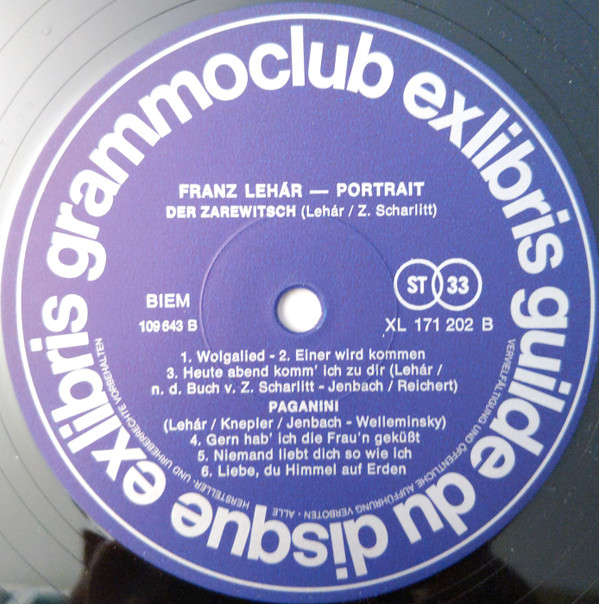 grammoclub exlibris guilde du disque ex libris
FRANZ LEHÁR — PORTRAIT
DER ZAREWITSCH (Lehár / Z. Scharlitt)
BIEM
ST 33
109 643 B
XL 171 202 B
1. Wolgalied - 2. Einer wird kommen
3. Heute abend komm' ich zu dir (Lehár /
n. d. Buch v. Z. Scharlitt - Jenbach / Reichert)
PAGANINI
(Lehár / Knepler / Jenbach - Welleminsky)
4. Gern hab' ich die Frau'n geküßt
5. Niemand liebt dich so wie ich
6. Liebe, du Himmel auf Erden
ALLE HERSTELLER- UND URHEBERRECHTE VORBEHALTEN
VERVIELFÄLTIGUNG UND ÖFFENTLICHE AUFFÜHRUNG VERBOTEN ·